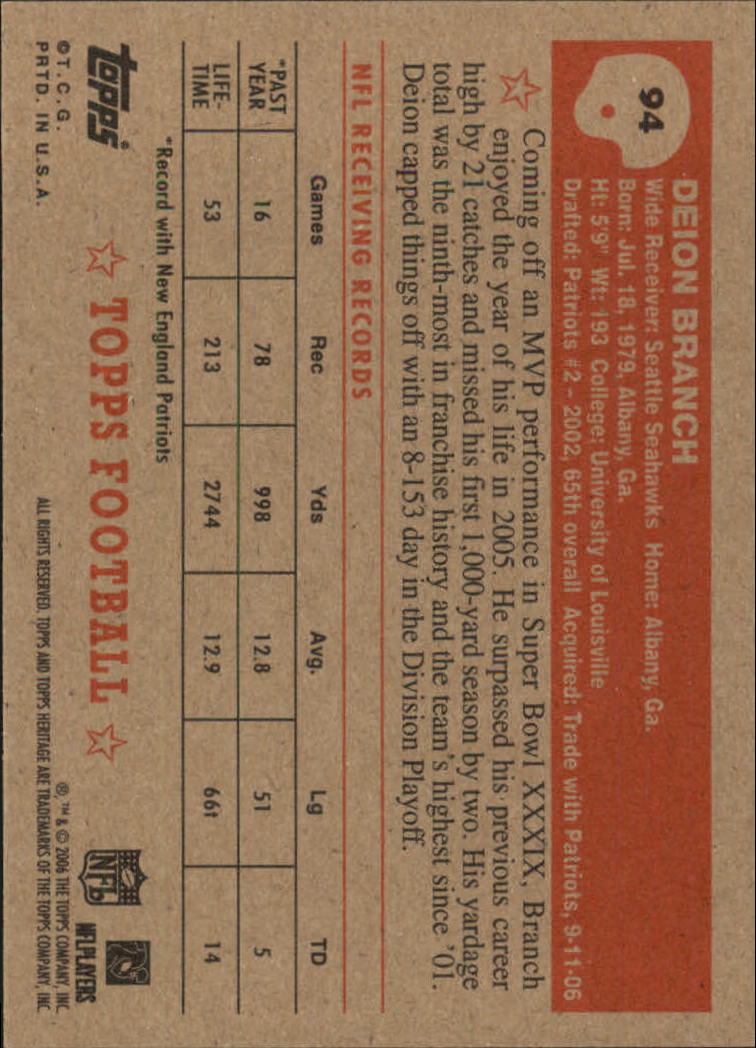 94
DEION BRANCH
Wide Receiver: Seattle Seahawks Home: Albany, Ga.
Born: Jul. 18, 1979, Albany, Ga.
Ht: 5'9" Wt: 193 College: University of Louisville
Drafted: Patriots #2 - 2002, 65th overall Acquired: Trade with Patriots, 9-11-06
Coming off an MVP performance in Super Bowl XXXIX, Branch
enjoyed the year of his life in 2005. He surpassed his previous career
high by 21 catches and missed his first 1,000-yard season by two. His yardage
total was the ninth-most in franchise history and the team's highest since '01.
Deion capped things off with an 8-153 day in the Division Playoff.
NFL RECEIVING RECORDS
Games Rec Yds Avg. Lg TD
*PAST
YEAR 16 78 998 12.8 51 5
LIFE-
TIME 53 213 2744 12.9 66t 14
*Record with New England Patriots
topps®
TOPPS FOOTBALL
NFL
NFLPLAYERS
©T.C.G.
PRTD. IN U.S.A.
®, ™ & © 2006 THE TOPPS COMPANY, INC.
ALL RIGHTS RESERVED. TOPPS AND TOPPS HERITAGE ARE TRADEMARKS OF THE TOPPS COMPANY, INC.